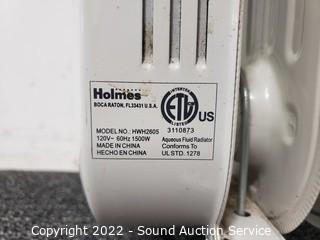 Holmes
BOCA RATON, FL33431 U.S.A.
MODEL NO.: HWH2605
120V~ 60Hz 1500W
MADE IN CHINA
HECHO EN CHINA
ETL
US
3110873
Aqueous Fluid Radiator
Conforms To
UL STD. 1278
Copyright 2022 - Sound Auction Service